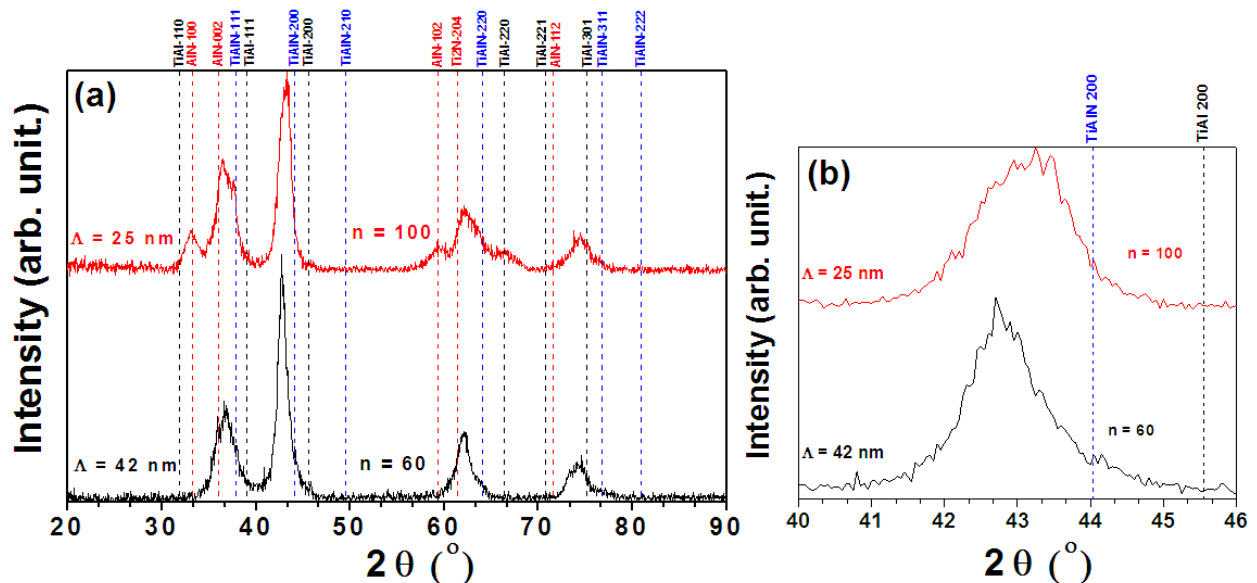 TiAl-110
AlN-100
AlN-002
TiAlN-111
TiAl-111
TiAlN-200
TiAl-200
TiAlN-210
AlN-102
Ti2N-204
TiAlN-220
TiAl-220
TiAl-221
AlN-112
TiAl-301
TiAlN-311
TiAlN-222
(a)
Λ = 25 nm
n = 100
Λ = 42 nm
n = 60
Intensity (arb. unit.)
20 30 40 50 60 70 80 90
2 θ (°)
TiAlN 200
TiAl 200
(b)
n = 100
Λ = 25 nm
n = 60
Λ = 42 nm
Intensity (arb. unit.)
40 41 42 43 44 45 46
2 θ (°)